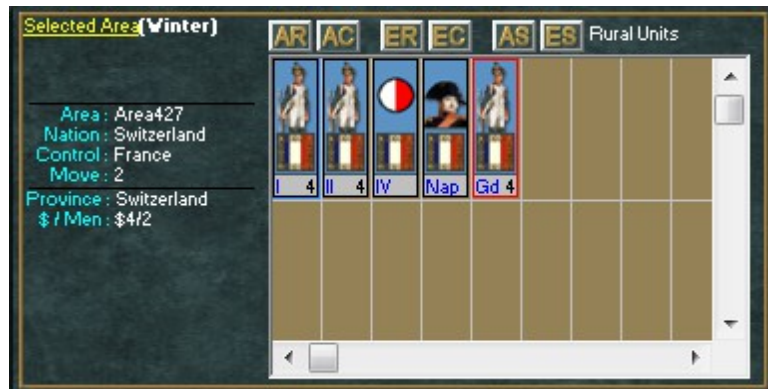 Selected Area(Winter)
AR AC ER EC AS ES Rural Units
Area : Area427
Nation : Switzerland
Control : France
Move : 2
Province : Switzerland
$ / Men : $4/2
I 4 II 4 IV Nap Gd 4